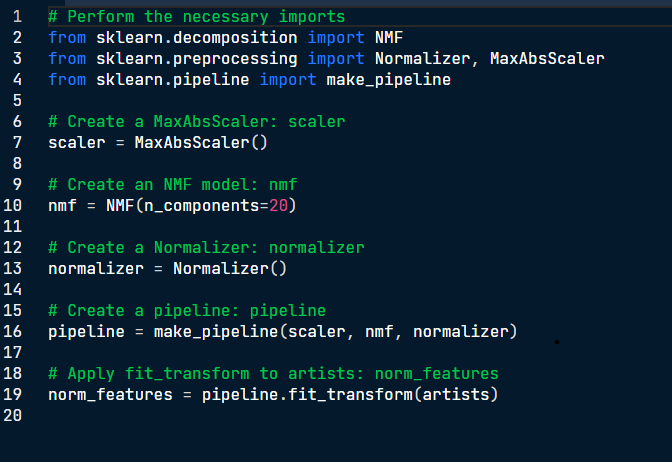 1 # Perform the necessary imports
2 from sklearn.decomposition import NMF
3 from sklearn.preprocessing import Normalizer, MaxAbsScaler
4 from sklearn.pipeline import make_pipeline
5
6 # Create a MaxAbsScaler: scaler
7 scaler = MaxAbsScaler()
8
9 # Create an NMF model: nmf
10 nmf = NMF(n_components=20)
11
12 # Create a Normalizer: normalizer
13 normalizer = Normalizer()
14
15 # Create a pipeline: pipeline
16 pipeline = make_pipeline(scaler, nmf, normalizer)
17
18 # Apply fit_transform to artists: norm_features
19 norm_features = pipeline.fit_transform(artists)
20